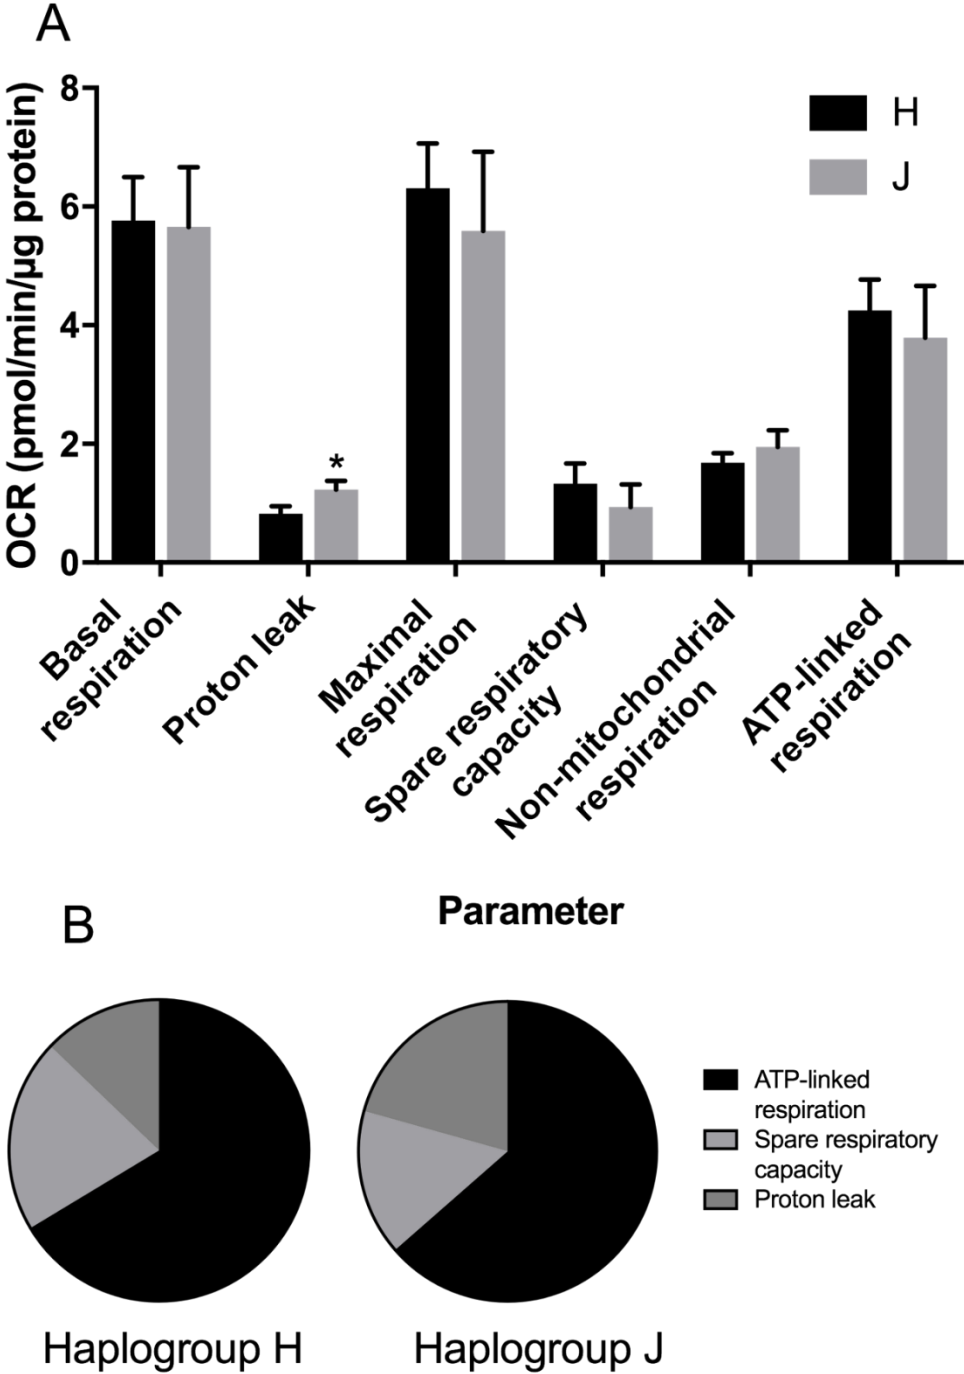 A
OCR (pmol/min/µg protein)
8
6
4
2
0
H
J
*
Basal
respiration
Proton leak
Maximal
respiration
Spare respiratory
capacity
Non-mitochondrial
respiration
ATP-linked
respiration
Parameter
B
ATP-linked
respiration
Spare respiratory
capacity
Proton leak
Haplogroup H
Haplogroup J